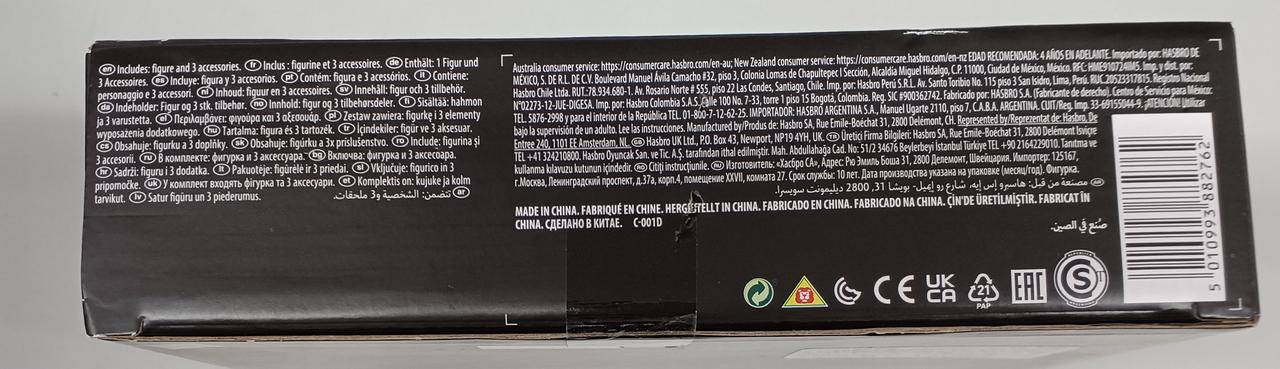 en Includes: figure and 3 accessories. fr Inclus : figurine et 3 accessoires. de Enthält: 1 Figur und
3 Accessoires. es Incluye: figura y 3 accesorios. pt Contém: figura e 3 acessórios. it Contiene:
personaggio e 3 accessori. nl Inhoud: figuur en 3 accessoires. sv Innehåll: figur och 3 tillbehör.
da Indeholder: Figur og 3 stk. tilbehør. no Innhold: figur og 3 tilbehørsdeler. fi Sisältää: hahmon
ja 3 varustetta. el Περιλαμβάνει: φιγούρα και 3 αξεσουάρ. pl Zestaw zawiera: figurkę i 3 elementy
wyposażenia dodatkowego. hu Tartalma: figura és 3 tartozék. tr İçindekiler: figür ve 3 aksesuar.
cs Obsahuje: figurku a 3 doplňky. sk Obsahuje: figúrku a 3x príslušenstvo. ro Include: figurina și
3 accesorii. ru В комплекте: фигурка и 3 аксессуара. bg Включва: фигурка и 3 аксесоара.
hr Sadrži: figuru i 3 dodatka. lt Pakuotėje: figūrėlė ir 3 priedai. sl Vključuje: figurico in 3
pripomočke. uk У комплект входять фігурка та 3 аксесуари. et Komplektis on: kujuke ja kolm
tarvikut. lv Satur figūru un 3 piederumus. ar تتضمن: الشخصية و3 ملحقات.
Australia consumer service: https://consumercare.hasbro.com/en-au; New Zealand consumer service: https://consumercare.hasbro.com/en-nz EDAD RECOMENDADA: 4 AÑOS EN ADELANTE. Importado por: HASBRO DE
MÉXICO, S. DE R.L. DE C.V. Boulevard Manuel Ávila Camacho #32, piso 3, Colonia Lomas de Chapultepec I Sección, Alcaldía Miguel Hidalgo, C.P. 11000, Ciudad de México, México. RFC: HME910724IM5. Imp. y dist. por:
Hasbro Chile Ltda. RUT.:78.934.680-1. Av. Rosario Norte # 555, piso 22 Las Condes, Santiago, Chile. Imp. por: Hasbro Perú S.R.L. Av. Santo Toribio No. 115 piso 3 San Isidro, Lima, Perú. RUC.20523317815. Registro Nacional
N°02273-12-JUE-DIGESA. Imp. por: Hasbro Colombia S.A.S, Calle 100 No. 7-33, torre 1 piso 15 Bogotá, Colombia. Reg. SIC #900362742. Fabricado por: HASBRO S.A. (Fabricante de derecho). Centro de Servicio para México:
TEL. 5876-2998 y para el interior de la República TEL. 01-800-7-12-62-25. Importador: HASBRO ARGENTINA S.A., Manuel Ugarte 2110, piso 7, C.A.B.A. ARGENTINA. CUIT/Reg. Imp. 33-69155044-9. ¡ATENCIÓN! Utilizar
bajo la supervisión de un adulto. Lee las instrucciones. Manufactured by/Produs de: Hasbro SA, Rue Emile-Boéchat 31, 2800 Delémont, CH. Represented by/Reprezentat de: Hasbro, De
Entree 240, 1101 EE Amsterdam, NL. GB Hasbro UK Ltd., P.O. Box 43, Newport, NP19 4YH, UK. TR Üretici Firma Bilgileri: Hasbro SA, Rue Emile-Boéchat 31, 2800 Delémont İsviçre
TEL +41 324210800. Hasbro Oyuncak San. ve Tic. A.Ş. tarafından ithal edilmiştir. Mah. Abdullahağa Cad. No: 51/2 34676 Beylerbeyi İstanbul Türkiye TEL +90 2164229010. Tanıtma ve
kullanma kılavuzu kutunun içindedir. RU Изготовитель: «Хасбро СА», Адрес: Рю Эмиль Боша 31, 2800 Делемонт, Швейцария. Импортер: 125167,
г.Москва, Ленинградский проспект, д.37а, корп.4, помещение XXVII, комната 27. Срок службы: 10 лет. Дата производства указана на упаковке (месяц/год). Фигурка.
AR مصنعة من قبل: هاسبرو إس إيه، شارع رو إميل- بويشا 31، 2800 ديليمونت سويسرا.
MADE IN CHINA. FABRIQUÉ EN CHINE. HERGESTELLT IN CHINA. FABRICADO EN CHINA. FABRICADO NA CHINA. ÇİN'DE ÜRETİLMİŞTİR. FABRICAT ÎN
CHINA. СДЕЛАНО В КИТАЕ. C-001D
صُنع في الصين.
CE
UK
CA
21
PAP
EAC
S
5 010993 882762